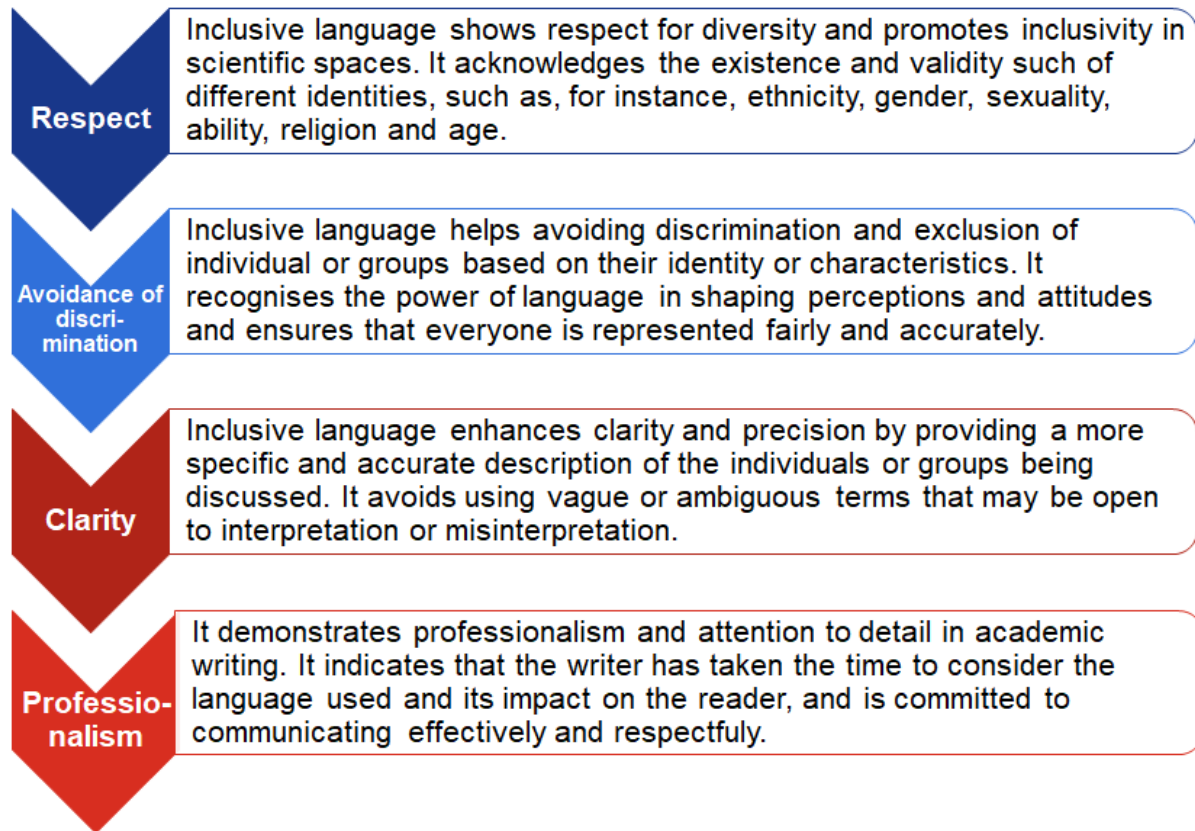 Respect
Inclusive language shows respect for diversity and promotes inclusivity in
scientific spaces. It acknowledges the existence and validity such of
different identities, such as, for instance, ethnicity, gender, sexuality,
ability, religion and age.
Avoidance of
discri-
mination
Inclusive language helps avoiding discrimination and exclusion of
individual or groups based on their identity or characteristics. It
recognises the power of language in shaping perceptions and attitudes
and ensures that everyone is represented fairly and accurately.
Clarity
Inclusive language enhances clarity and precision by providing a more
specific and accurate description of the individuals or groups being
discussed. It avoids using vague or ambiguous terms that may be open
to interpretation or misinterpretation.
Professio-
nalism
It demonstrates professionalism and attention to detail in academic
writing. It indicates that the writer has taken the time to consider the
language used and its impact on the reader, and is committed to
communicating effectively and respectfuly.